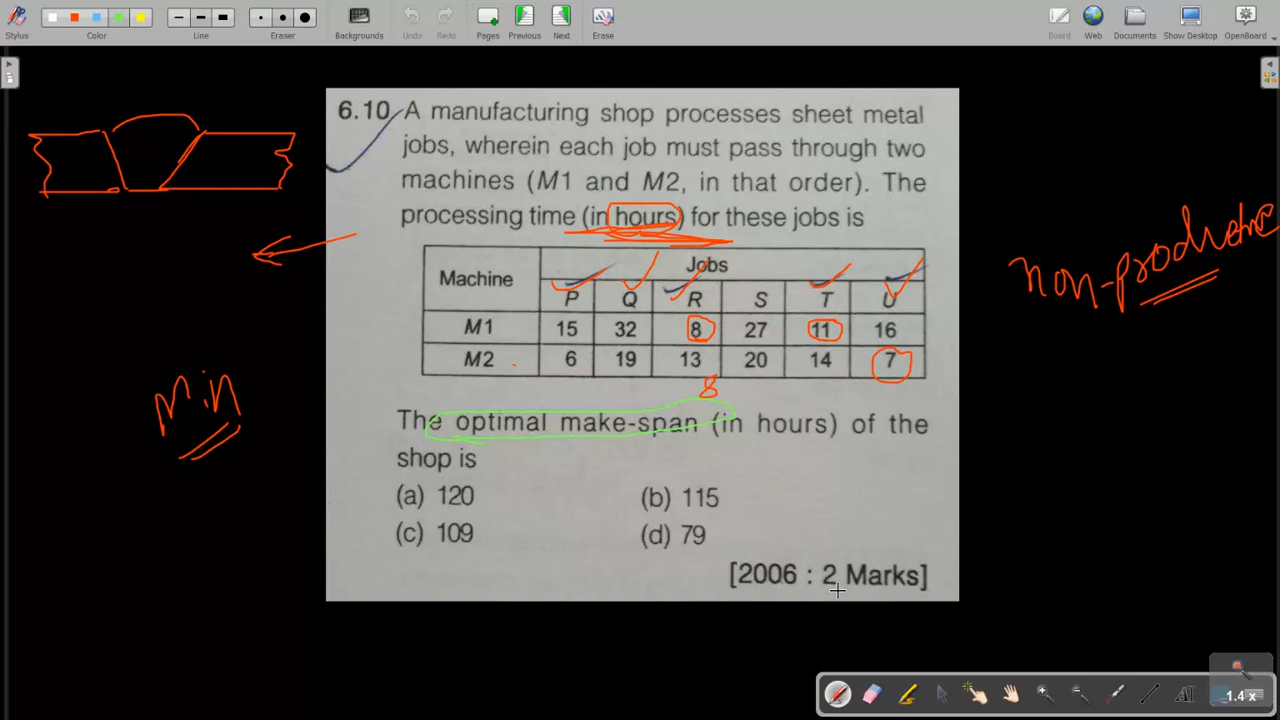 Stylus
Color
Line
Eraser
Backgrounds
Undo
Redo
Pages
Previous
Next
Erase
Board
Web
Documents
Show Desktop
OpenBoard
6.10 A manufacturing shop processes sheet metal
jobs, wherein each job must pass through two
machines (M1 and M2, in that order). The
processing time (in hours) for these jobs is
Machine Jobs
P Q R S T U
M1 15 32 8 27 11 16
M2 6 19 13 20 14 7
8
The optimal make-span (in hours) of the
shop is
(a) 120 (b) 115
(c) 109 (d) 79
[2006 : 2 Marks]
Min
non-productive
1.4 x